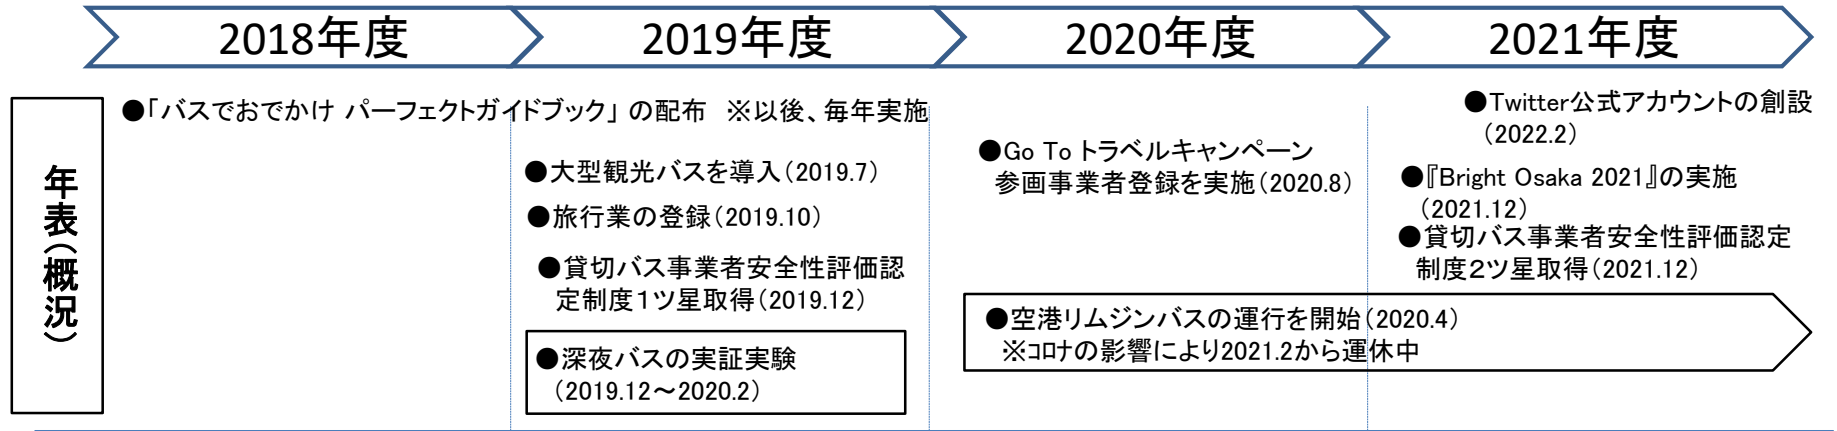 2018年度
2019年度
2020年度
2021年度
年表(概況)
●「バスでおでかけ パーフェクトガイドブック」 の配布 ※以後、毎年実施
●大型観光バスを導入(2019.7)
●旅行業の登録(2019.10)
●貸切バス事業者安全性評価認
定制度1ツ星取得(2019.12)
●深夜バスの実証実験
(2019.12~2020.2)
●Go To トラベルキャンペーン
参画事業者登録を実施(2020.8)
●空港リムジンバスの運行を開始(2020.4)
※コロナの影響により2021.2から運休中
●Twitter公式アカウントの創設
(2022.2)
●『Bright Osaka 2021』の実施
(2021.12)
●貸切バス事業者安全性評価認定
制度2ツ星取得(2021.12)